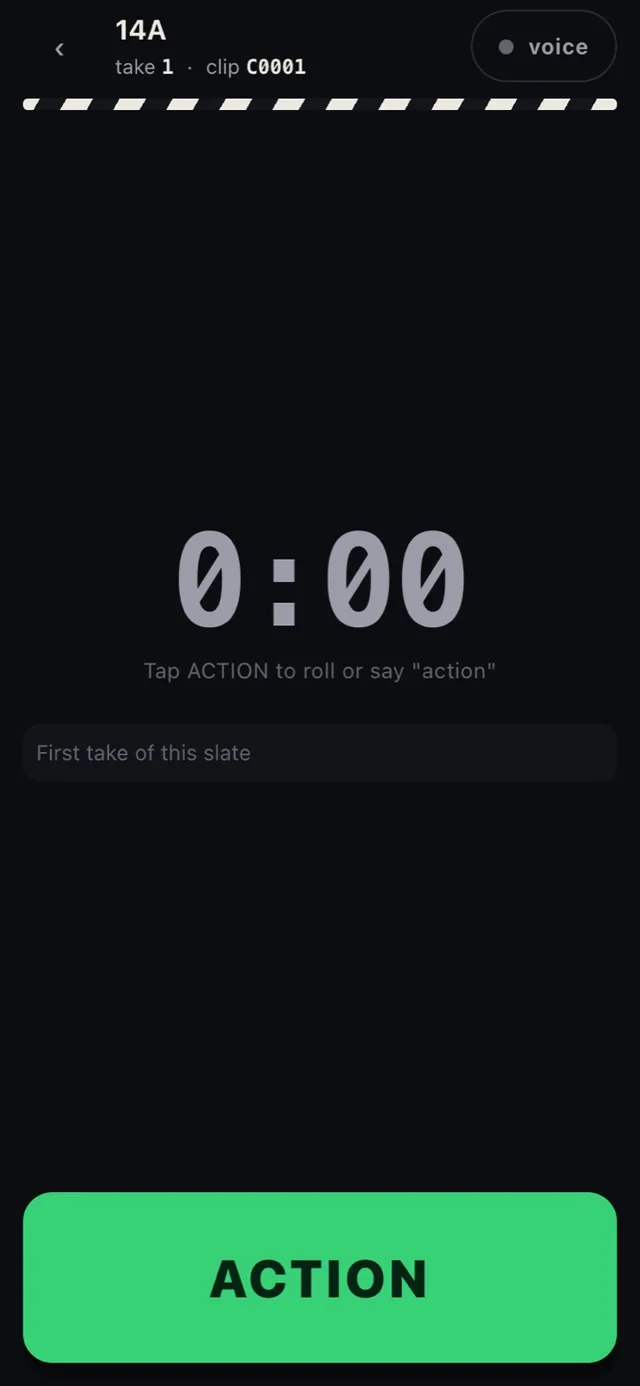 ‹ 14A
take 1 · clip C0001
voice
0:00
Tap ACTION to roll or say "action"
First take of this slate
ACTION